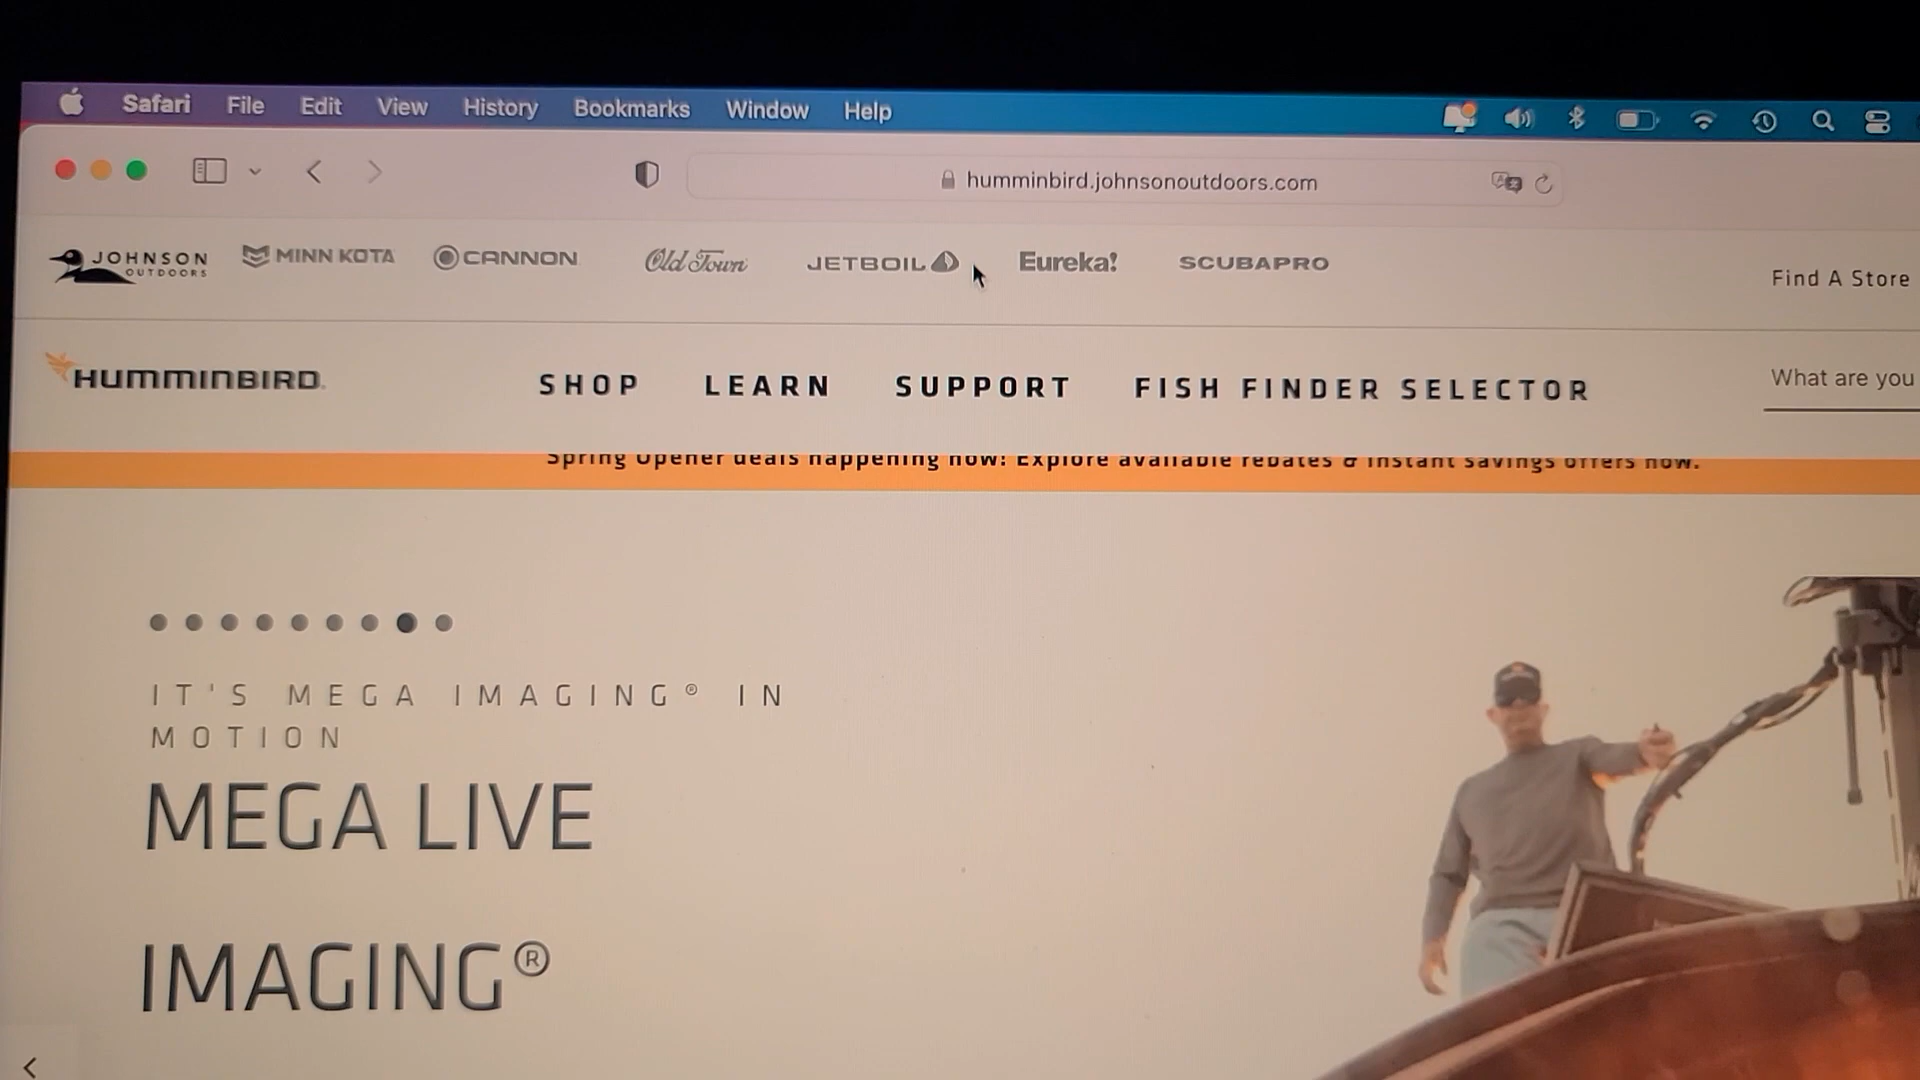 Safari File Edit View History Bookmarks Window Help
humminbird.johnsonoutdoors.com
JOHNSON OUTDOORS MINN KOTA CANNON Old Town JETBOIL Eureka! SCUBAPRO
Find A Store
HUMMINBIRD. SHOP LEARN SUPPORT FISH FINDER SELECTOR
What are you
Spring Opener deals happening now! Explore available rebates & instant savings offers now.
IT'S MEGA IMAGING® IN
MOTION
MEGA LIVE
IMAGING®